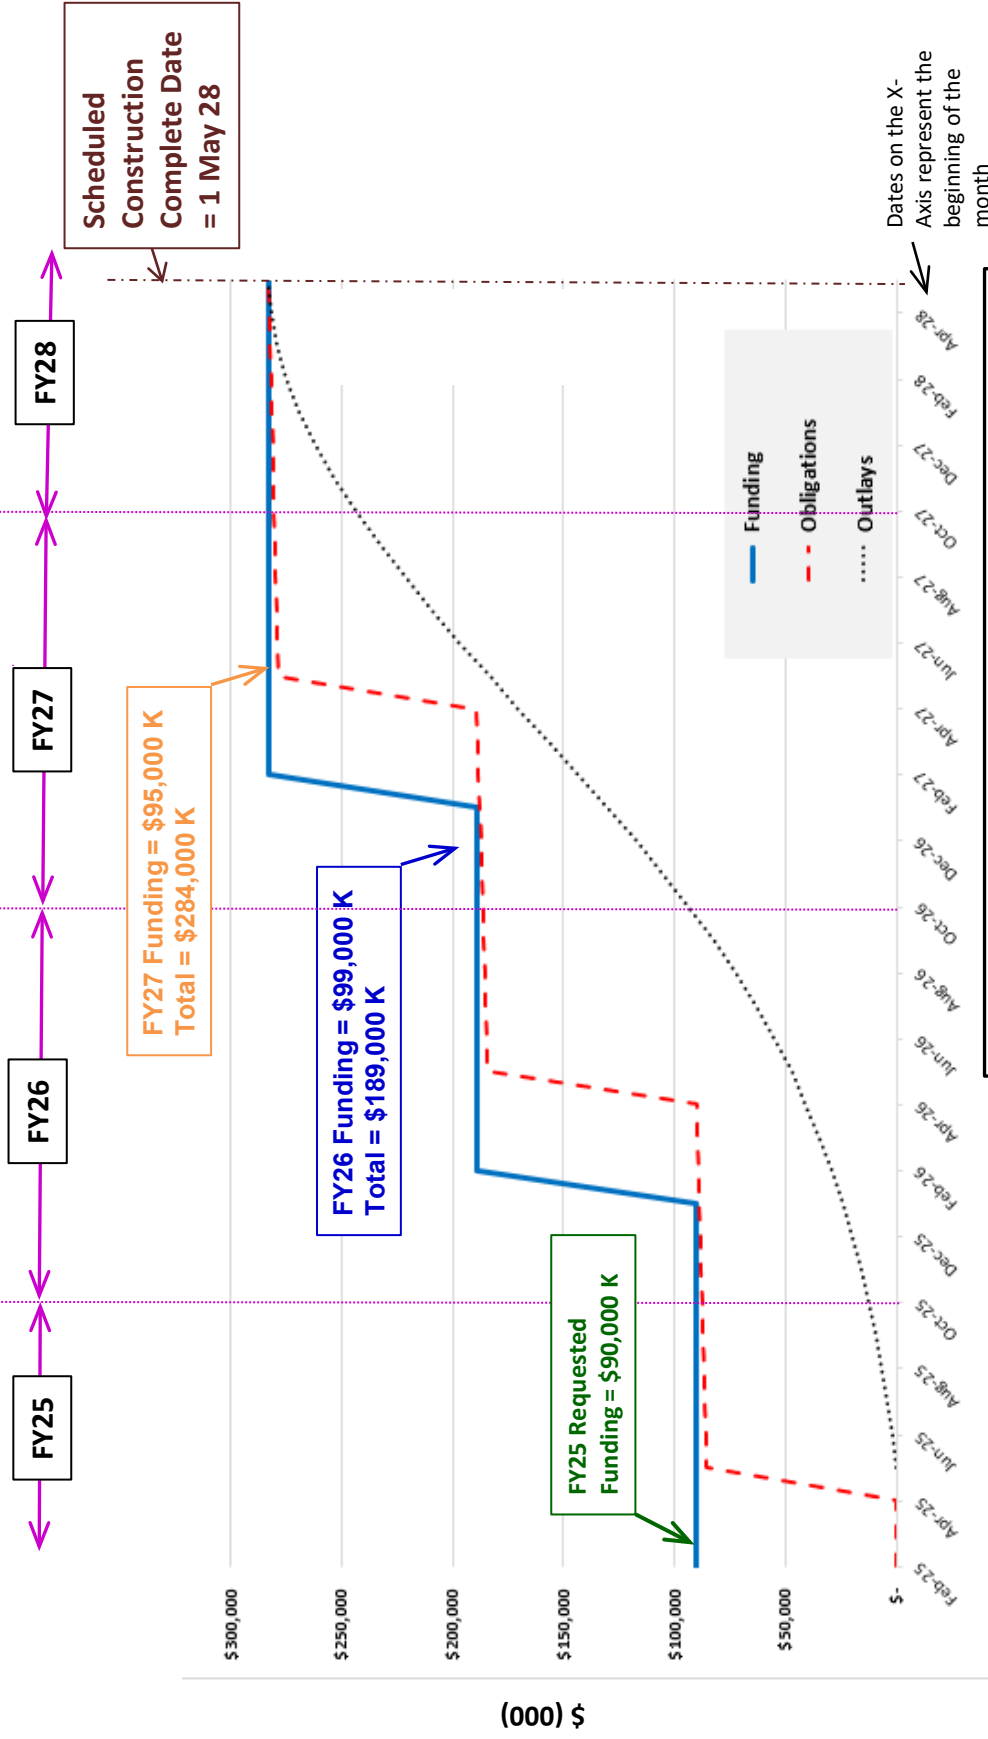 FY25
FY26
FY27
FY28
Scheduled
Construction
Complete Date
= 1 May 28
FY27 Funding = $95,000 K
Total = $284,000 K
FY26 Funding = $99,000 K
Total = $189,000 K
FY25 Requested
Funding = $90,000 K
$ (000)
$300,000
$250,000
$200,000
$150,000
$100,000
$50,000
$-
Funding
Obligations
Outlays
Feb-25
Apr-25
Jun-25
Aug-25
Oct-25
Dec-25
Feb-26
Apr-26
Jun-26
Aug-26
Oct-26
Dec-26
Feb-27
Apr-27
Jun-27
Aug-27
Oct-27
Dec-27
Feb-28
Apr-28
Dates on the X-
Axis represent the
beginning of the
month